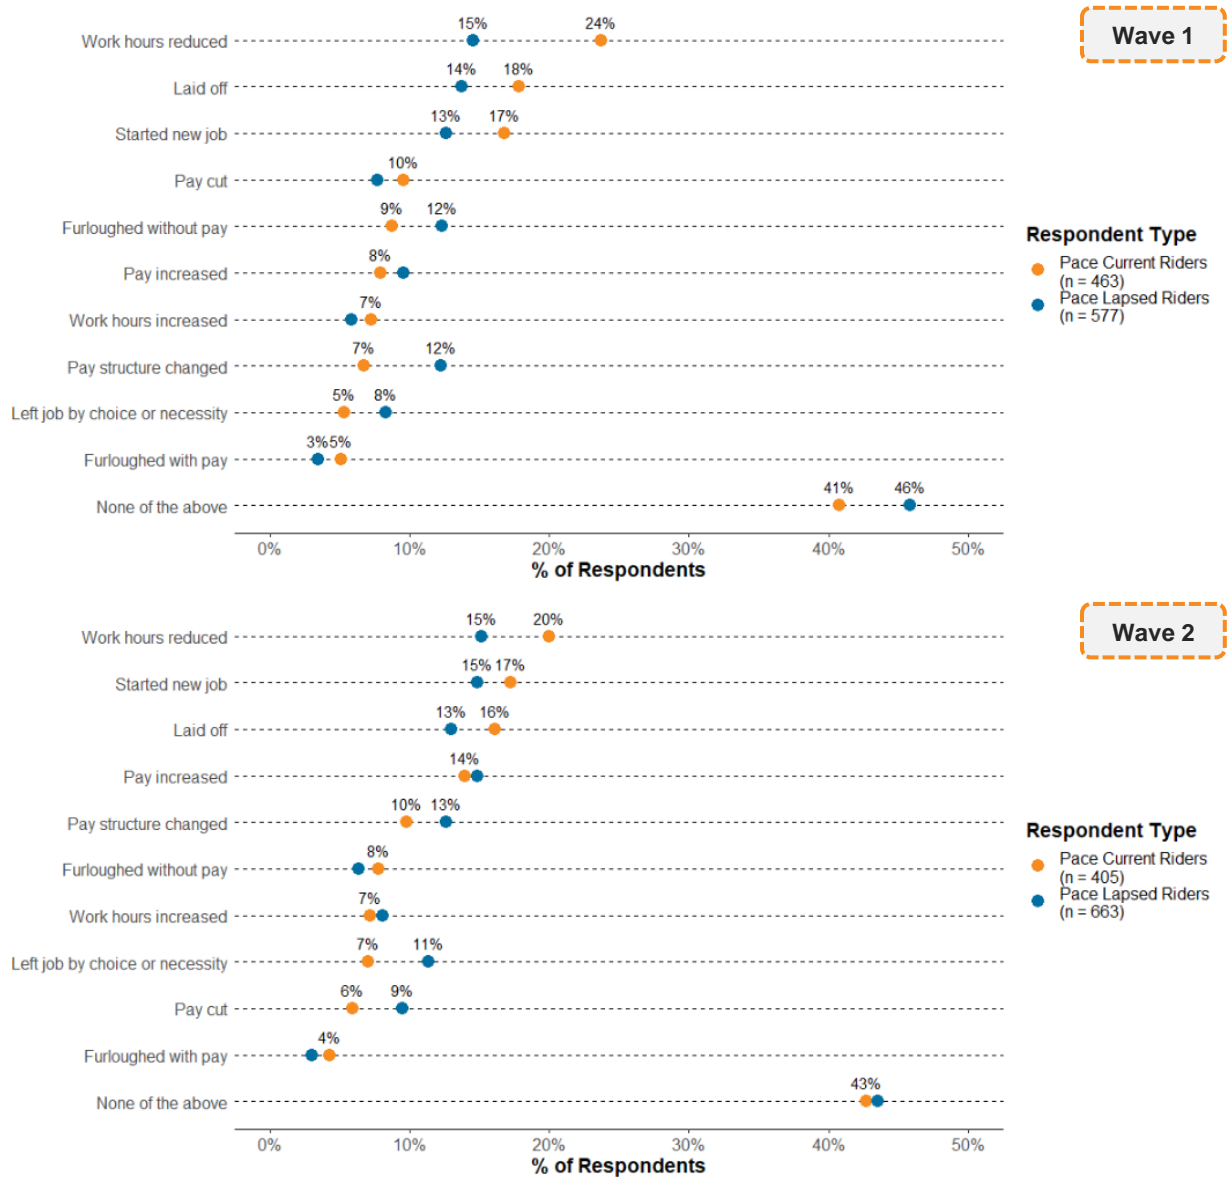 Wave 1
15% 24%
Work hours reduced
14% 18%
Laid off
13% 17%
Started new job
10%
Pay cut
9% 12%
Furloughed without pay
8%
Pay increased
7%
Work hours increased
7% 12%
Pay structure changed
5% 8%
Left job by choice or necessity
3% 5%
Furloughed with pay
41% 46%
None of the above
0% 10% 20% 30% 40% 50%
% of Respondents
Respondent Type
Pace Current Riders
(n = 463)
Pace Lapsed Riders
(n = 577)
Wave 2
15% 20%
Work hours reduced
15% 17%
Started new job
13% 16%
Laid off
14%
Pay increased
10% 13%
Pay structure changed
8%
Furloughed without pay
7%
Work hours increased
7% 11%
Left job by choice or necessity
6% 9%
Pay cut
4%
Furloughed with pay
43%
None of the above
0% 10% 20% 30% 40% 50%
% of Respondents
Respondent Type
Pace Current Riders
(n = 405)
Pace Lapsed Riders
(n = 663)